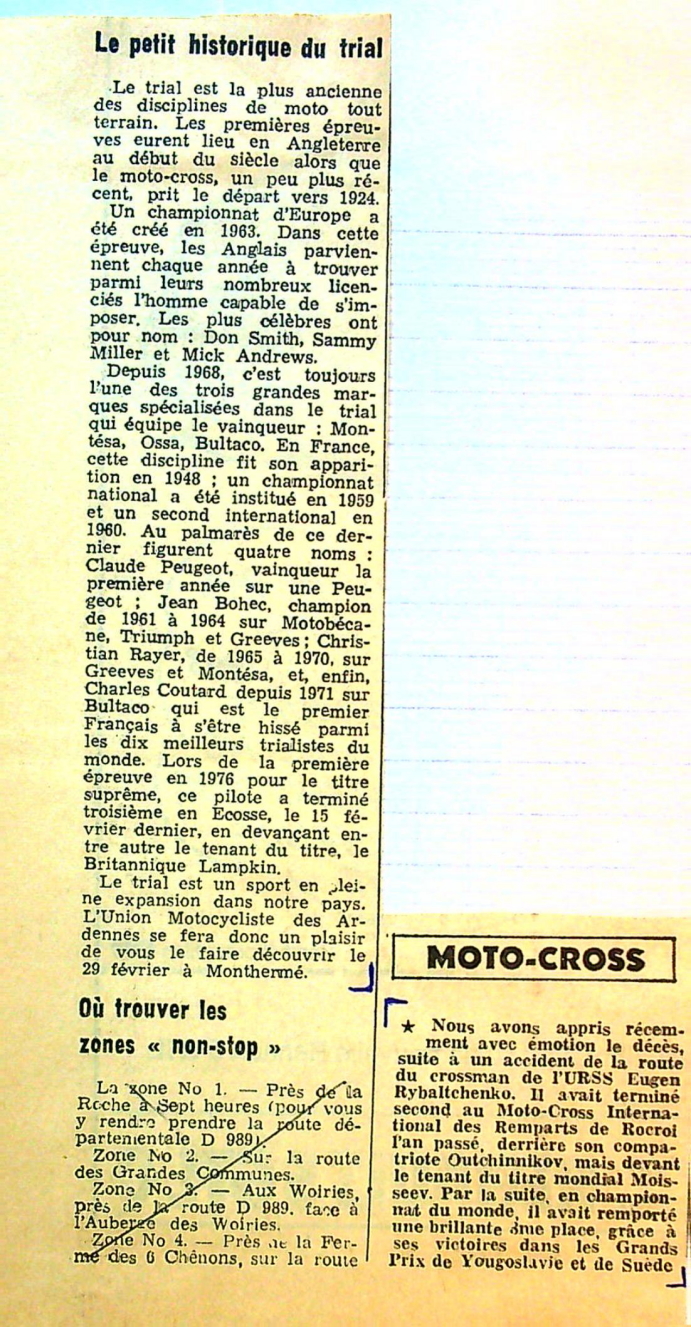 Le petit historique du trial
Le trial est la plus ancienne
des disciplines de moto tout
terrain. Les premières épreu-
ves eurent lieu en Angleterre
au début du siècle alors que
le moto-cross, un peu plus ré-
cent, prit le départ vers 1924.
Un championnat d'Europe a
été créé en 1963. Dans cette
épreuve, les Anglais parvien-
nent chaque année à trouver
parmi leurs nombreux licen-
ciés l'homme capable de s'im-
poser. Les plus célèbres ont
pour nom : Don Smith, Sammy
Miller et Mick Andrews.
Depuis 1968, c'est toujours
l'une des trois grandes mar-
ques spécialisées dans le trial
qui équipe le vainqueur : Mon-
tésa, Ossa, Bultaco. En France,
cette discipline fit son appari-
tion en 1948 ; un championnat
national a été institué en 1959
et un second international en
1960. Au palmarès de ce der-
nier figurent quatre noms :
Claude Peugeot, vainqueur la
première année sur une Peu-
geot ; Jean Bohec, champion
de 1961 à 1964 sur Motobéca-
ne, Triumph et Greeves ; Chris-
tian Rayer, de 1965 à 1970, sur
Greeves et Montésa, et, enfin,
Charles Coutard depuis 1971 sur
Bultaco qui est le premier
Français à s'être hissé parmi
les dix meilleurs trialistes du
monde. Lors de la première
épreuve en 1976 pour le titre
suprême, ce pilote a terminé
troisième en Ecosse, le 15 fé-
vrier dernier, en devançant en-
tre autre le tenant du titre, le
Britannique Lampkin.
Le trial est un sport en plei-
ne expansion dans notre pays.
L'Union Motocycliste des Ar-
dennes se fera donc un plaisir
de vous le faire découvrir le
29 février à Monthermé.
Où trouver les
zones « non-stop »
La zone No 1. — Près de la
Roche à Sept heures (pour vous
y rendre prendre la route dé-
partementale D 989).
Zone No 2. — Sur la route
des Grandes Communes.
Zone No 3. — Aux Woiries,
près de la route D 989. face à
l'Auberge des Woiries.
Zone No 4. — Près de la Fer-
me des 6 Chênons, sur la route
MOTO-CROSS
★ Nous avons appris récem-
ment avec émotion le décès,
suite à un accident de la route
du crossman de l'URSS Eugen
Rybaltchenko. Il avait terminé
second au Moto-Cross Interna-
tional des Remparts de Rocroi
l'an passé, derrière son compa-
triote Outchinnikov, mais devant
le tenant du titre mondial Mois-
seev. Par la suite, en champion-
nat du monde, il avait remporté
une brillante 3me place, grâce à
ses victoires dans les Grands
Prix de Yougoslavie et de Suède